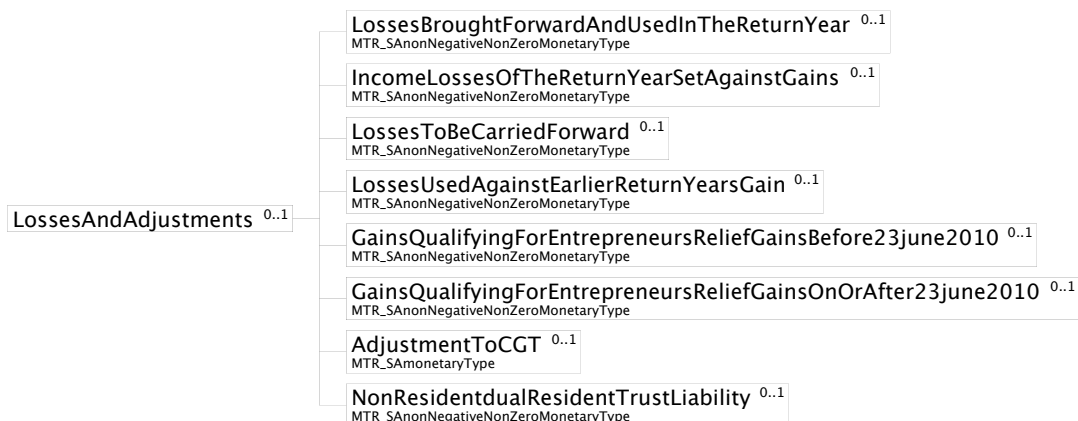 LossesBroughtForwardAndUsedInTheReturnYear 0..1
MTR_SAnonNegativeNonZeroMonetaryType
IncomeLossesOfTheReturnYearSetAgainstGains 0..1
MTR_SAnonNegativeNonZeroMonetaryType
LossesToBeCarriedForward 0..1
MTR_SAnonNegativeNonZeroMonetaryType
LossesUsedAgainstEarlierReturnYearsGain 0..1
MTR_SAnonNegativeNonZeroMonetaryType
LossesAndAdjustments 0..1
GainsQualifyingForEntrepreneursReliefGainsBefore23june2010 0..1
MTR_SAnonNegativeNonZeroMonetaryType
GainsQualifyingForEntrepreneursReliefGainsOnOrAfter23june2010 0..1
MTR_SAnonNegativeNonZeroMonetaryType
AdjustmentToCGT 0..1
MTR_SAmonetaryType
NonResidentdualResidentTrustLiability 0..1
MTR_SAnonNegativeNonZeroMonetaryType